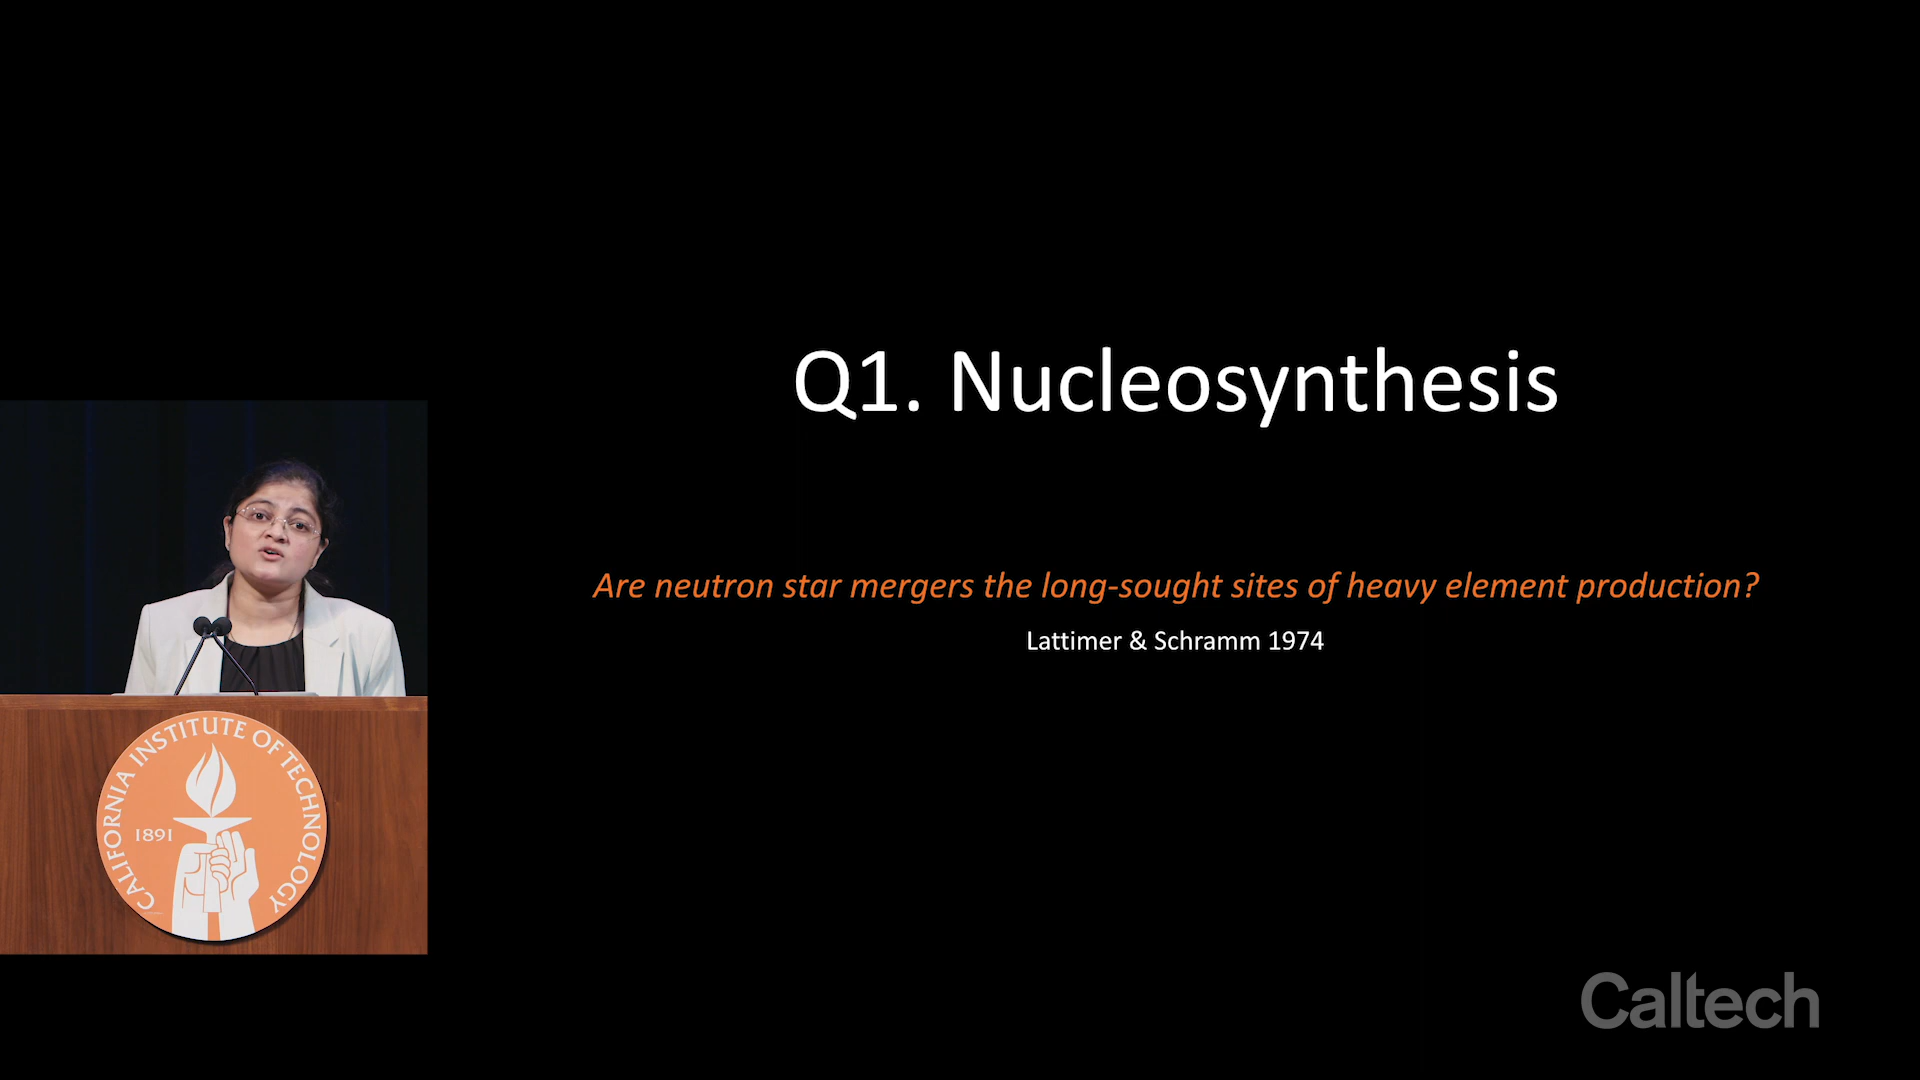 Q1. Nucleosynthesis
Are neutron star mergers the long-sought sites of heavy element production?
Lattimer & Schramm 1974
CALIFORNIA INSTITUTE OF TECHNOLOGY
1891
Caltech